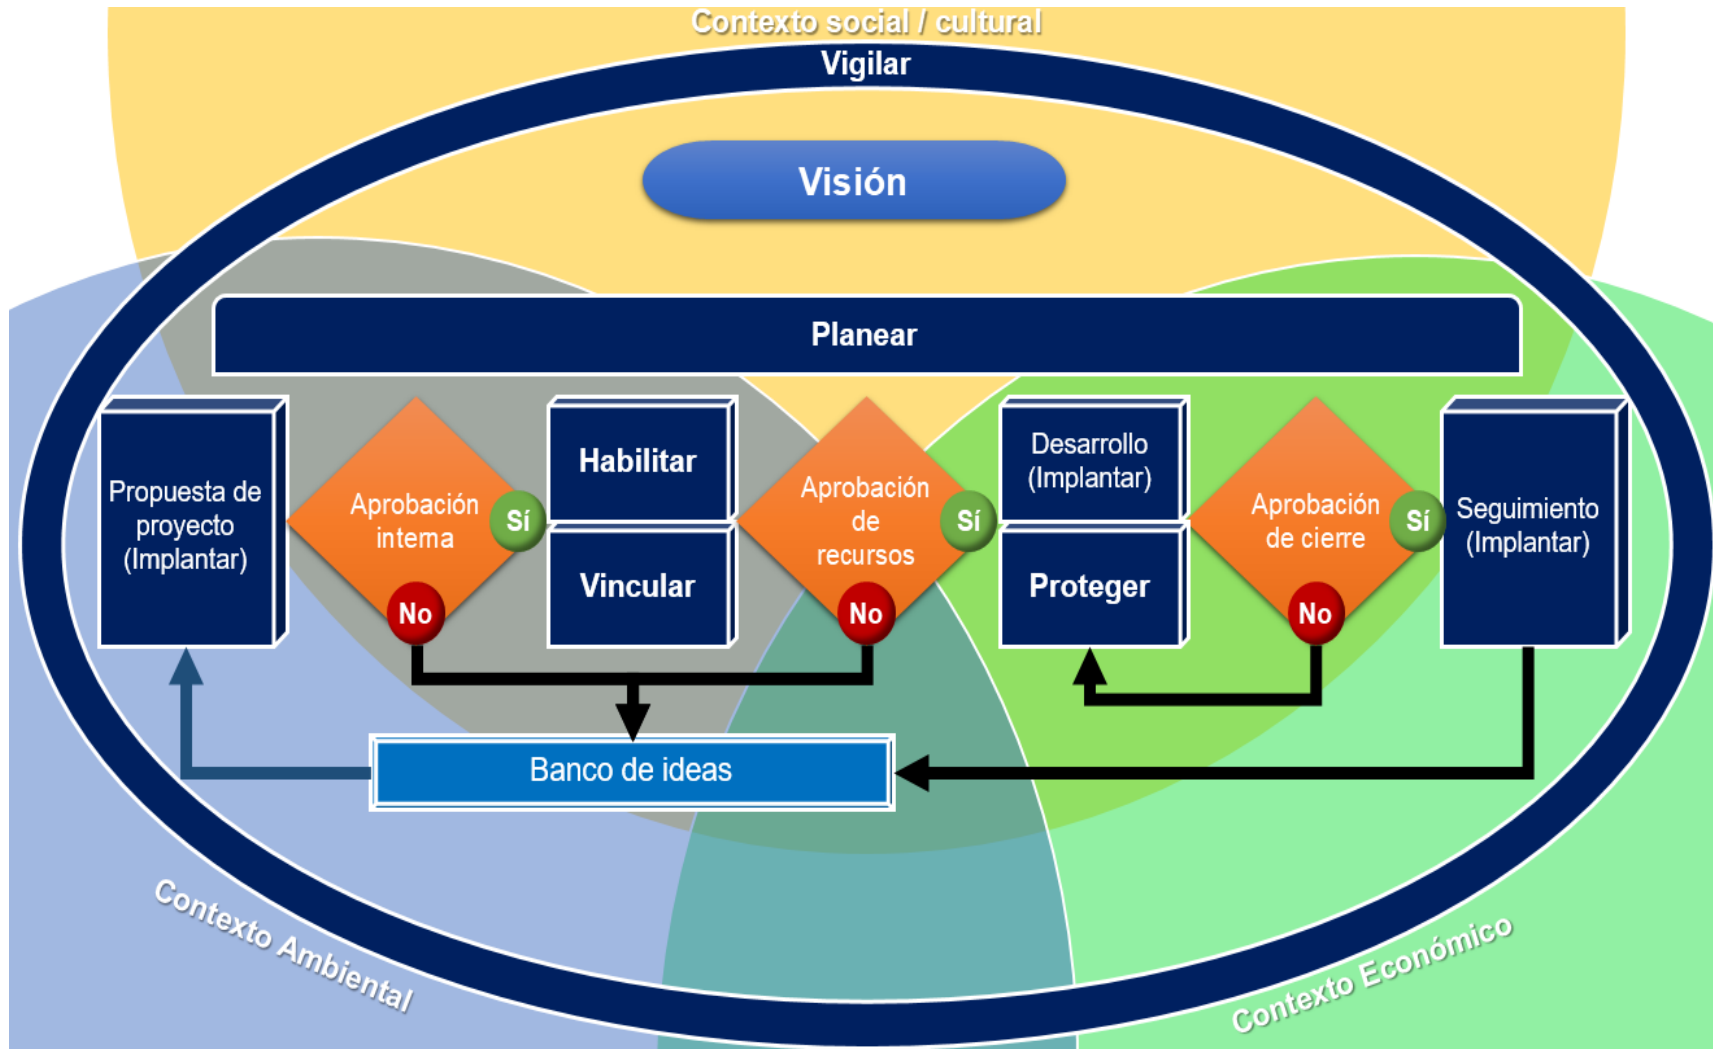 Contexto social / cultural
Vigilar
Visión
Planear
Propuesta de
proyecto
(Implantar)
Aprobación
interna
Sí
No
Habilitar
Vincular
Aprobación
de
recursos
Sí
No
Desarrollo
(Implantar)
Proteger
Aprobación
de cierre
Sí
No
Seguimiento
(Implantar)
Banco de ideas
Contexto Ambiental
Contexto Económico